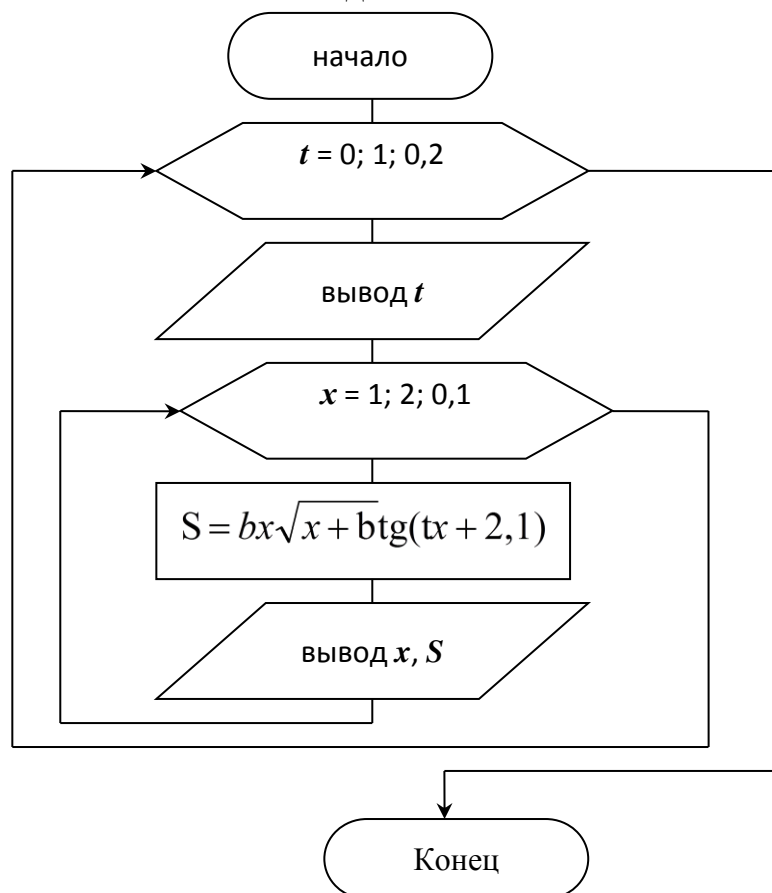 начало
t = 0; 1; 0,2
вывод t
x = 1; 2; 0,1
S = bx√x + btg(tx + 2,1)
вывод x, S
Конец